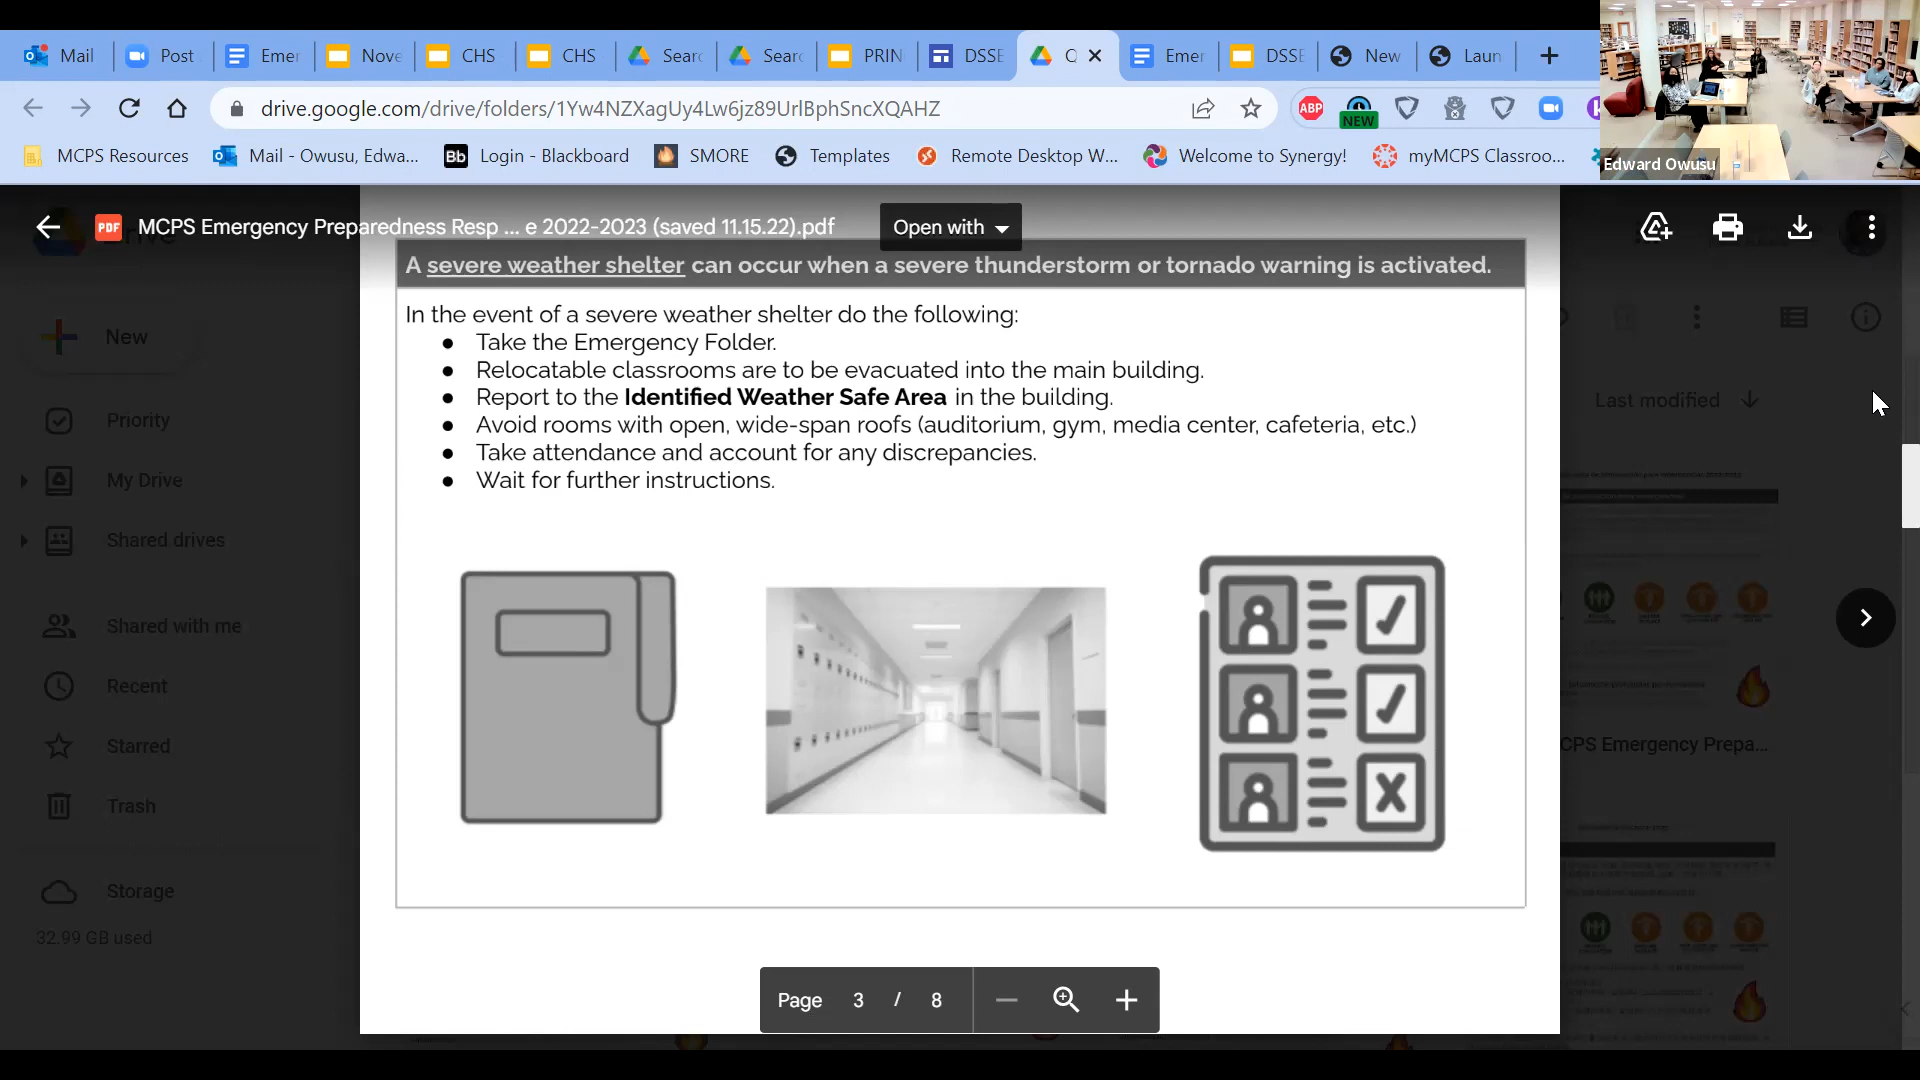 Mail
Post
Emer
Nove
CHS
CHS
Searc
Searc
PRIN
DSSE
Q
Emer
DSSE
New
Laun
drive.google.com/drive/folders/1Yw4NZXagUy4Lw6jz89UrlBphSncXQAHZ
ABP
NEW
MCPS Resources
Mail - Owusu, Edwa...
Bb
Login - Blackboard
SMORE
Templates
Remote Desktop W...
Welcome to Synergy!
myMCPS Classroo...
Edward Owusu
PDF
MCPS Emergency Preparedness Resp ... e 2022-2023 (saved 11.15.22).pdf
Open with
A severe weather shelter can occur when a severe thunderstorm or tornado warning is activated.
In the event of a severe weather shelter do the following:
● Take the Emergency Folder.
● Relocatable classrooms are to be evacuated into the main building.
● Report to the Identified Weather Safe Area in the building.
● Avoid rooms with open, wide-span roofs (auditorium, gym, media center, cafeteria, etc.)
● Take attendance and account for any discrepancies.
● Wait for further instructions.
New
Priority
My Drive
Shared drives
Shared with me
Recent
Starred
Trash
Storage
32.99 GB used
Last modified
CPS Emergency Prepa...
Page 3 / 8